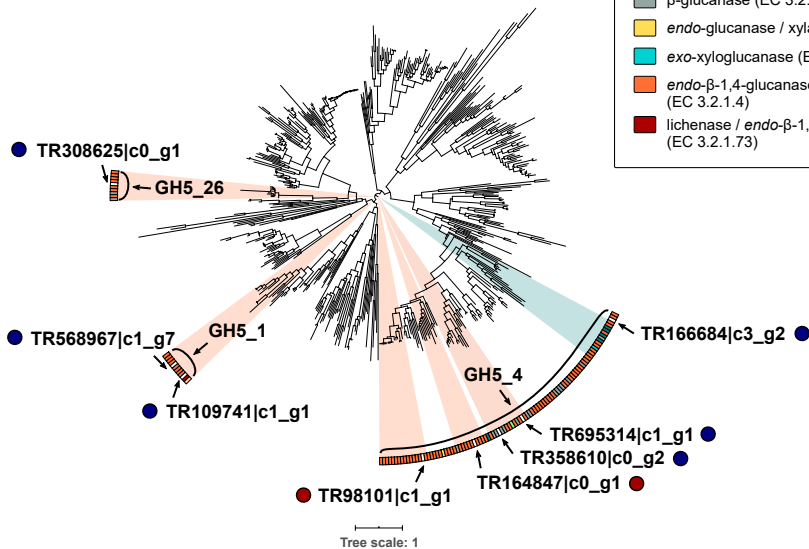 β-glucanase (EC 3.2.
endo-glucanase / xyla
exo-xyloglucanase (E
endo-β-1,4-glucanase
(EC 3.2.1.4)
lichenase / endo-β-1,
(EC 3.2.1.73)
TR308625|c0_g1
GH5_26
TR568967|c1_g7
GH5_1
TR109741|c1_g1
TR166684|c3_g2
GH5_4
TR695314|c1_g1
TR358610|c0_g2
TR164847|c0_g1
TR98101|c1_g1
Tree scale: 1